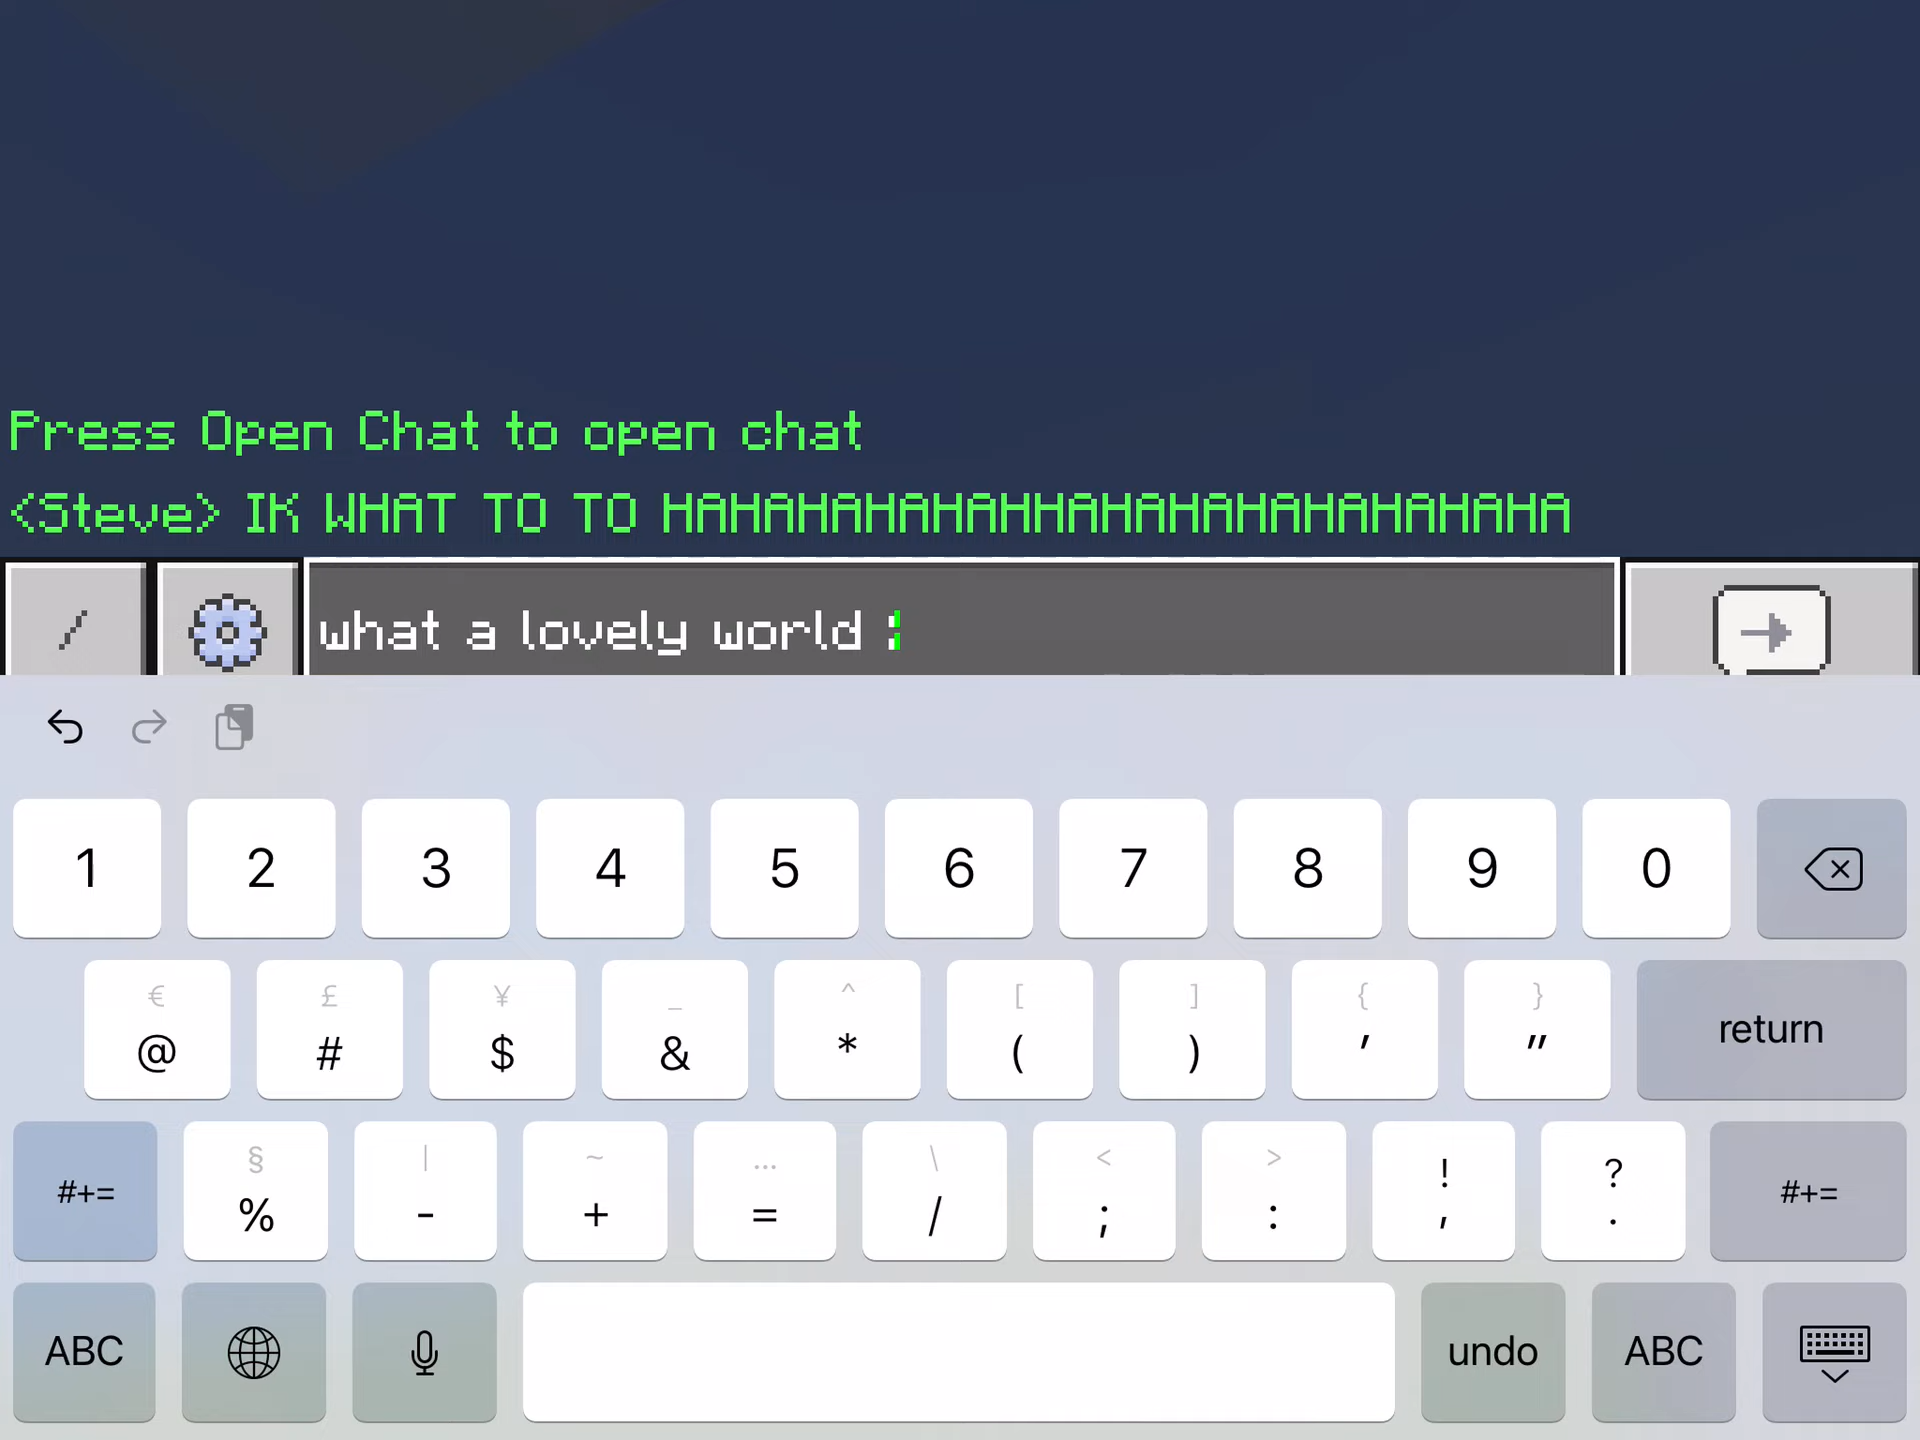 Press Open Chat to open chat
<Steve> IK WHAT TO TO HAHAHAHAHAHHAHAHAHAHAHAHAHAHA
/
what a lovely world :
1 2 3 4 5 6 7 8 9 0
€ £ ¥ _ ^ [ ] { }
@ # $ & * ( ) ' " return
§ | ~ … \ < > ! ?
#+= % - + = / ; : , . #+=
ABC undo ABC